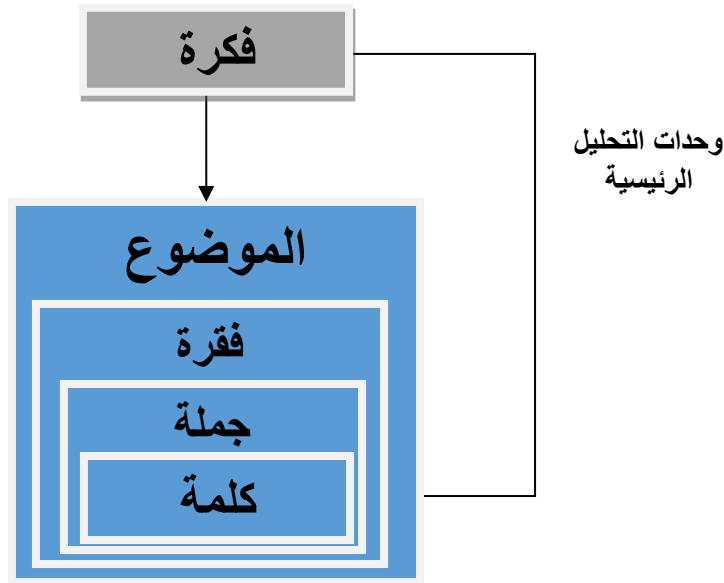 فكرة
وحدات التحليل
الرئيسية
الموضوع
فقرة
جملة
كلمة